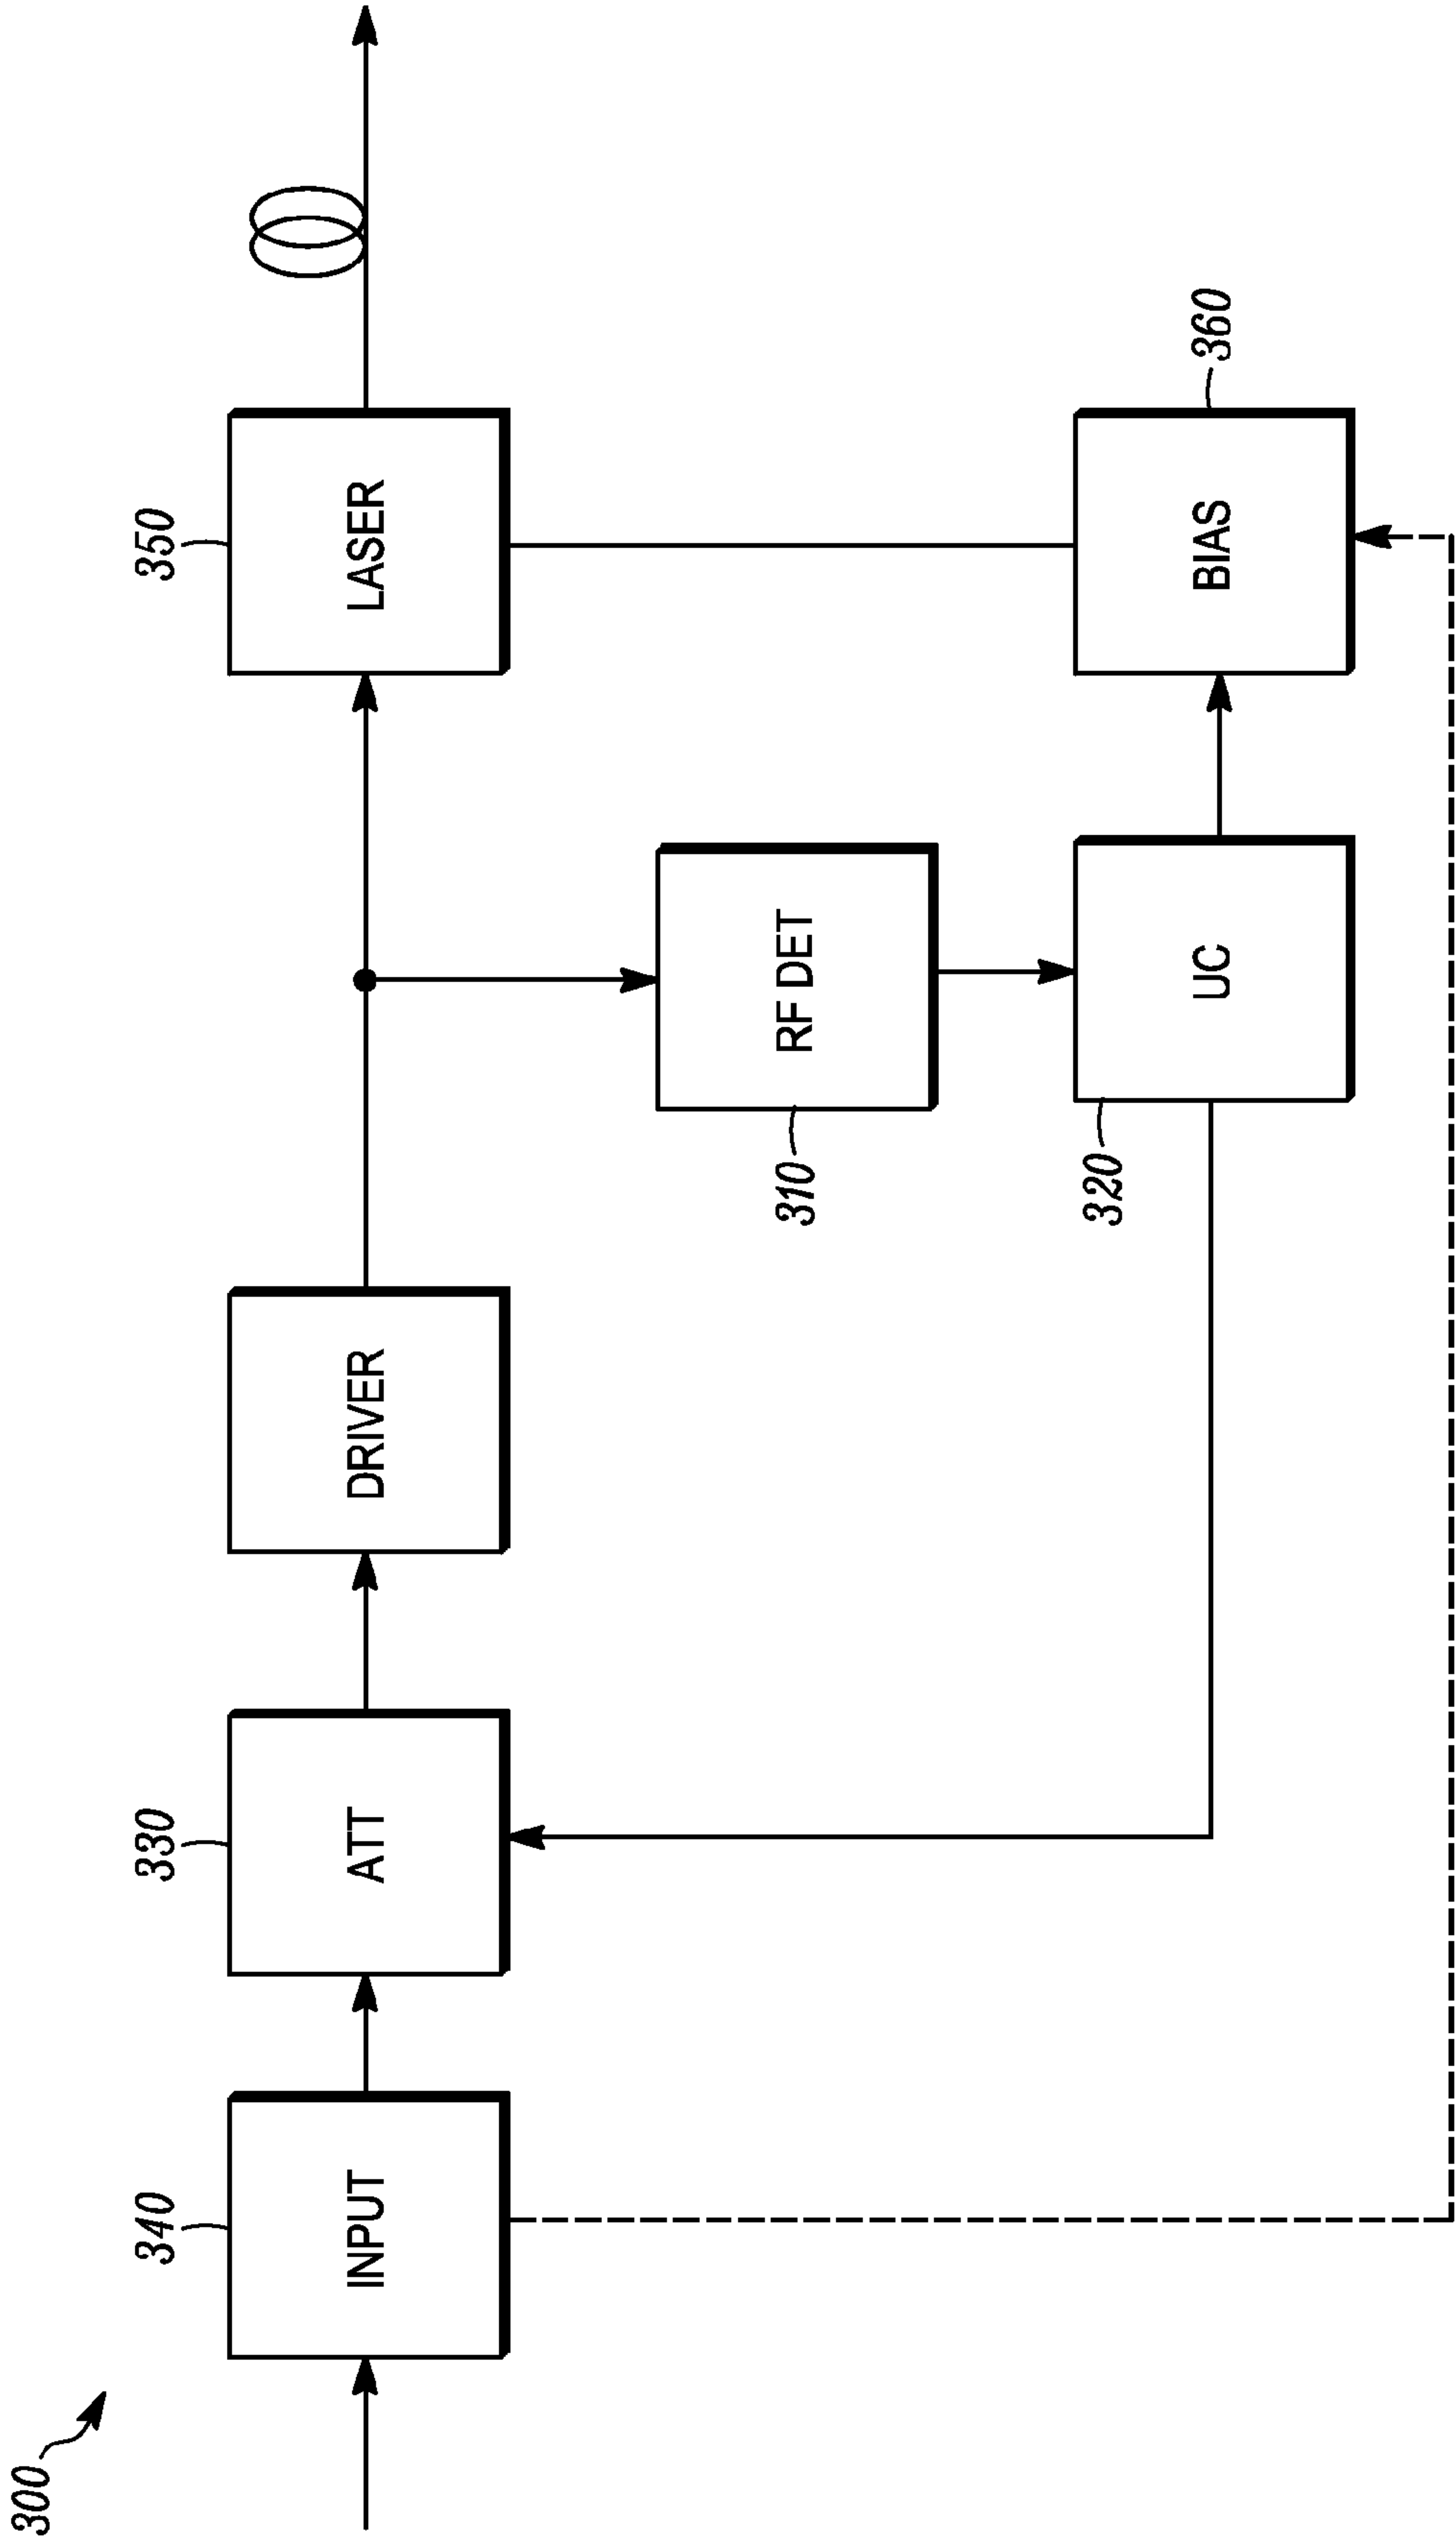 300
340
INPUT
330
ATT
DRIVER
350
LASER
310
RF DET
320
UC
360
BIAS